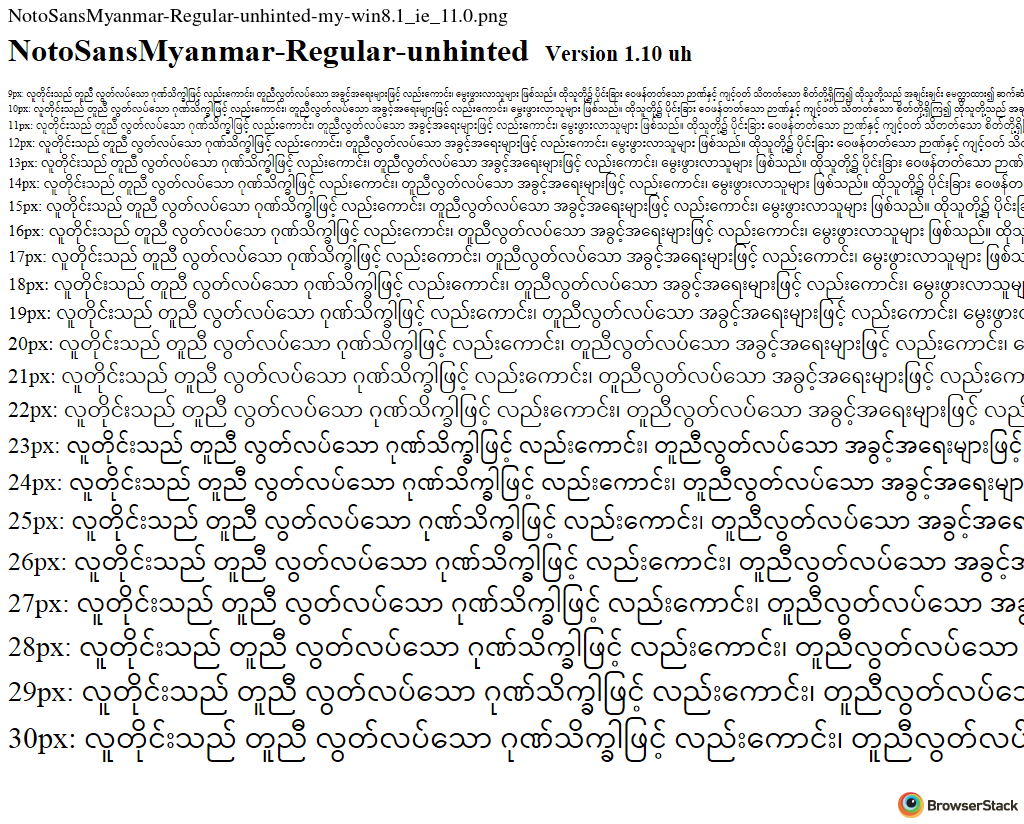 NotoSansMyanmar-Regular-unhinted-my-win8.1_ie_11.0.png
NotoSansMyanmar-Regular-unhinted Version 1.10 uh
9px: လူတိုင်းသည် တူညီ လွတ်လပ်သော ဂုဏ်သိက္ခါဖြင့် လည်းကောင်း၊ တူညီလွတ်လပ်သော အခွင့်အရေးများဖြင့် လည်းကောင်း၊ မွေးဖွားလာသူများ ဖြစ်သည်။ ထိုသူတို့၌ ပိုင်းခြား ဝေဖန်တတ်သော ဉာဏ်နှင့် ကျင့်ဝတ် သိတတ်သော စိတ်တို့ရှိကြ၍ ထိုသူတို့သည် အချင်းချင်း မေတ္တာထား၍ ဆက်ဆံ
10px: လူတိုင်းသည် တူညီ လွတ်လပ်သော ဂုဏ်သိက္ခါဖြင့် လည်းကောင်း၊ တူညီလွတ်လပ်သော အခွင့်အရေးများဖြင့် လည်းကောင်း၊ မွေးဖွားလာသူများ ဖြစ်သည်။ ထိုသူတို့၌ ပိုင်းခြား ဝေဖန်တတ်သော ဉာဏ်နှင့် ကျင့်ဝတ် သိတတ်သော စိတ်တို့ရှိကြ၍ ထိုသူတို့သည်
11px: လူတိုင်းသည် တူညီ လွတ်လပ်သော ဂုဏ်သိက္ခါဖြင့် လည်းကောင်း၊ တူညီလွတ်လပ်သော အခွင့်အရေးများဖြင့် လည်းကောင်း၊ မွေးဖွားလာသူများ ဖြစ်သည်။ ထိုသူတို့၌ ပိုင်းခြား ဝေဖန်တတ်သော ဉာဏ်နှင့် ကျင့်ဝတ် သိတတ်သော
12px: လူတိုင်းသည် တူညီ လွတ်လပ်သော ဂုဏ်သိက္ခါဖြင့် လည်းကောင်း၊ တူညီလွတ်လပ်သော အခွင့်အရေးများဖြင့် လည်းကောင်း၊ မွေးဖွားလာသူများ ဖြစ်သည်။ ထိုသူတို့၌ ပိုင်းခြား ဝေဖန်တတ်သော ဉာဏ်နှင့် ကျင့်ဝတ်
13px: လူတိုင်းသည် တူညီ လွတ်လပ်သော ဂုဏ်သိက္ခါဖြင့် လည်းကောင်း၊ တူညီလွတ်လပ်သော အခွင့်အရေးများဖြင့် လည်းကောင်း၊ မွေးဖွားလာသူများ ဖြစ်သည်။ ထိုသူတို့၌ ပိုင်းခြား ဝေဖန်တတ်သော
14px: လူတိုင်းသည် တူညီ လွတ်လပ်သော ဂုဏ်သိက္ခါဖြင့် လည်းကောင်း၊ တူညီလွတ်လပ်သော အခွင့်အရေးများဖြင့် လည်းကောင်း၊ မွေးဖွားလာသူများ ဖြစ်သည်။ ထိုသူတို့၌ ပိုင်းခြား ဝေဖန်တ
15px: လူတိုင်းသည် တူညီ လွတ်လပ်သော ဂုဏ်သိက္ခါဖြင့် လည်းကောင်း၊ တူညီလွတ်လပ်သော အခွင့်အရေးများဖြင့် လည်းကောင်း၊ မွေးဖွားလာသူများ ဖြစ်သည်။ ထိုသူတို့၌ ပိုင်းခြ
16px: လူတိုင်းသည် တူညီ လွတ်လပ်သော ဂုဏ်သိက္ခါဖြင့် လည်းကောင်း၊ တူညီလွတ်လပ်သော အခွင့်အရေးများဖြင့် လည်းကောင်း၊ မွေးဖွားလာသူများ ဖြစ်သည်။ ထိုသူ
17px: လူတိုင်းသည် တူညီ လွတ်လပ်သော ဂုဏ်သိက္ခါဖြင့် လည်းကောင်း၊ တူညီလွတ်လပ်သော အခွင့်အရေးများဖြင့် လည်းကောင်း၊ မွေးဖွားလာသူများ ဖြစ်သ
18px: လူတိုင်းသည် တူညီ လွတ်လပ်သော ဂုဏ်သိက္ခါဖြင့် လည်းကောင်း၊ တူညီလွတ်လပ်သော အခွင့်အရေးများဖြင့် လည်းကောင်း၊ မွေးဖွားလာသူမျ
19px: လူတိုင်းသည် တူညီ လွတ်လပ်သော ဂုဏ်သိက္ခါဖြင့် လည်းကောင်း၊ တူညီလွတ်လပ်သော အခွင့်အရေးများဖြင့် လည်းကောင်း၊ မွေးဖွား
20px: လူတိုင်းသည် တူညီ လွတ်လပ်သော ဂုဏ်သိက္ခါဖြင့် လည်းကောင်း၊ တူညီလွတ်လပ်သော အခွင့်အရေးများဖြင့် လည်းကောင်း၊
21px: လူတိုင်းသည် တူညီ လွတ်လပ်သော ဂုဏ်သိက္ခါဖြင့် လည်းကောင်း၊ တူညီလွတ်လပ်သော အခွင့်အရေးများဖြင့် လည်းကော
22px: လူတိုင်းသည် တူညီ လွတ်လပ်သော ဂုဏ်သိက္ခါဖြင့် လည်းကောင်း၊ တူညီလွတ်လပ်သော အခွင့်အရေးများဖြင့် လည်
23px: လူတိုင်းသည် တူညီ လွတ်လပ်သော ဂုဏ်သိက္ခါဖြင့် လည်းကောင်း၊ တူညီလွတ်လပ်သော အခွင့်အရေးများဖြင့်
24px: လူတိုင်းသည် တူညီ လွတ်လပ်သော ဂုဏ်သိက္ခါဖြင့် လည်းကောင်း၊ တူညီလွတ်လပ်သော အခွင့်အရေးမျာ
25px: လူတိုင်းသည် တူညီ လွတ်လပ်သော ဂုဏ်သိက္ခါဖြင့် လည်းကောင်း၊ တူညီလွတ်လပ်သော အခွင့်အရေ
26px: လူတိုင်းသည် တူညီ လွတ်လပ်သော ဂုဏ်သိက္ခါဖြင့် လည်းကောင်း၊ တူညီလွတ်လပ်သော အခွင့်အ
27px: လူတိုင်းသည် တူညီ လွတ်လပ်သော ဂုဏ်သိက္ခါဖြင့် လည်းကောင်း၊ တူညီလွတ်လပ်သော အခွ
28px: လူတိုင်းသည် တူညီ လွတ်လပ်သော ဂုဏ်သိက္ခါဖြင့် လည်းကောင်း၊ တူညီလွတ်လပ်သော
29px: လူတိုင်းသည် တူညီ လွတ်လပ်သော ဂုဏ်သိက္ခါဖြင့် လည်းကောင်း၊ တူညီလွတ်လပ်သေ
30px: လူတိုင်းသည် တူညီ လွတ်လပ်သော ဂုဏ်သိက္ခါဖြင့် လည်းကောင်း၊ တူညီလွတ်လပ်
BrowserStack